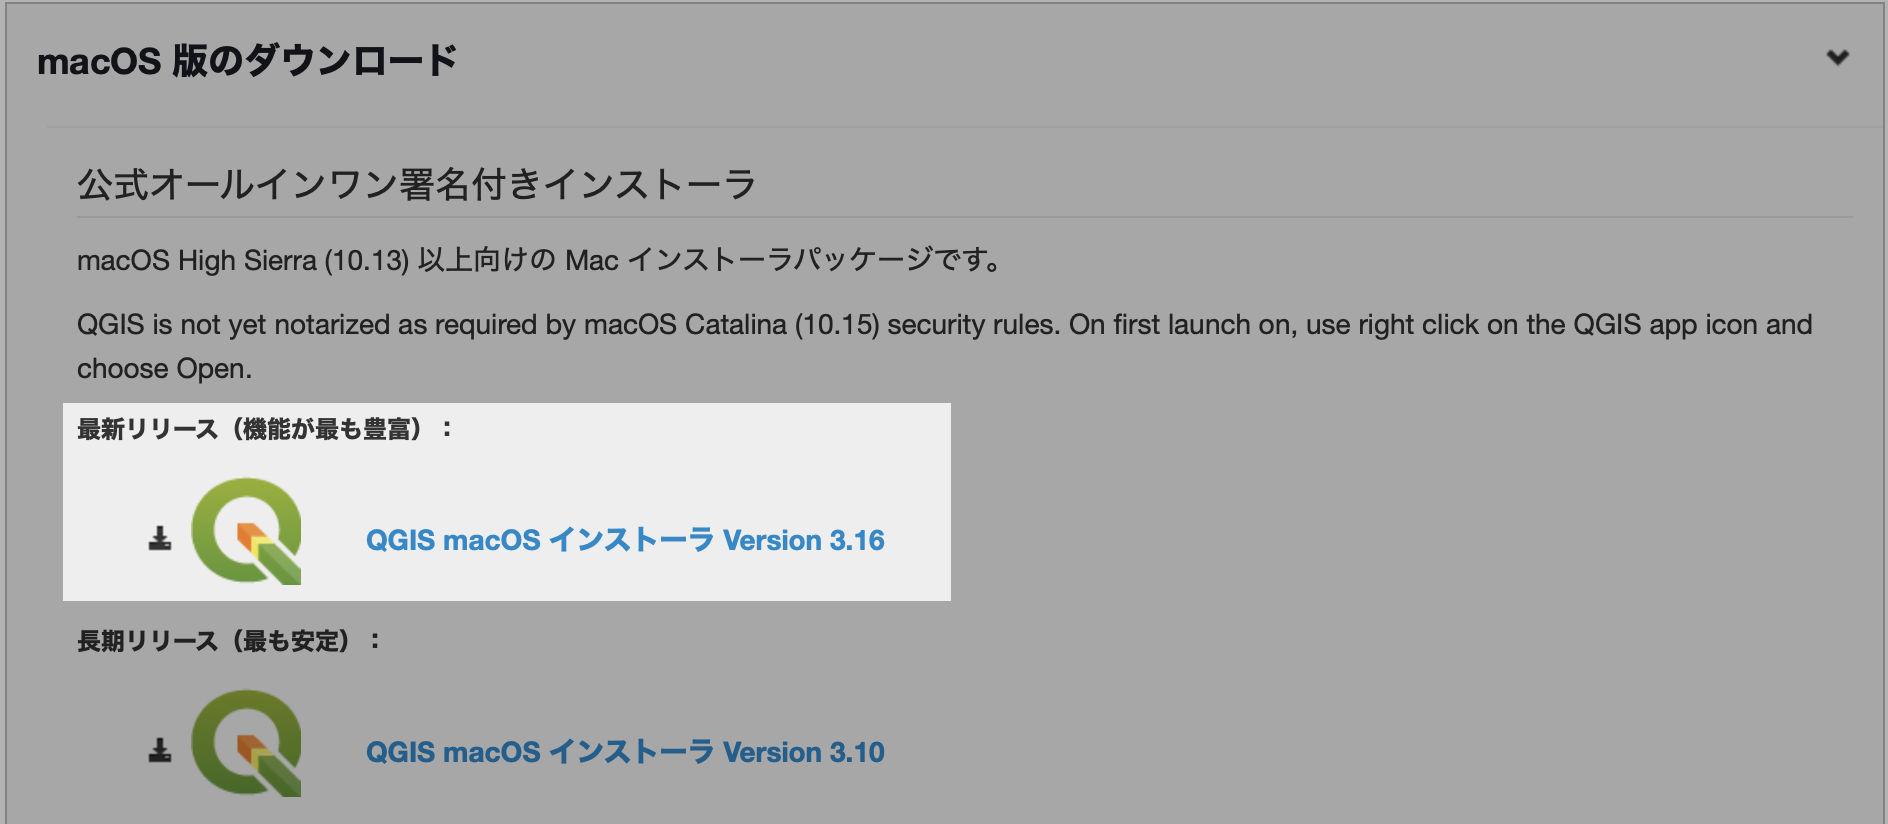 macOS 版のダウンロード
公式オールインワン署名付きインストーラ
macOS High Sierra (10.13) 以上向けの Mac インストーラパッケージです。
QGIS is not yet notarized as required by macOS Catalina (10.15) security rules. On first launch on, use right click on the QGIS app icon and
choose Open.
最新リリース（機能が最も豊富）：
QGIS macOS インストーラ Version 3.16
長期リリース（最も安定）：
QGIS macOS インストーラ Version 3.10